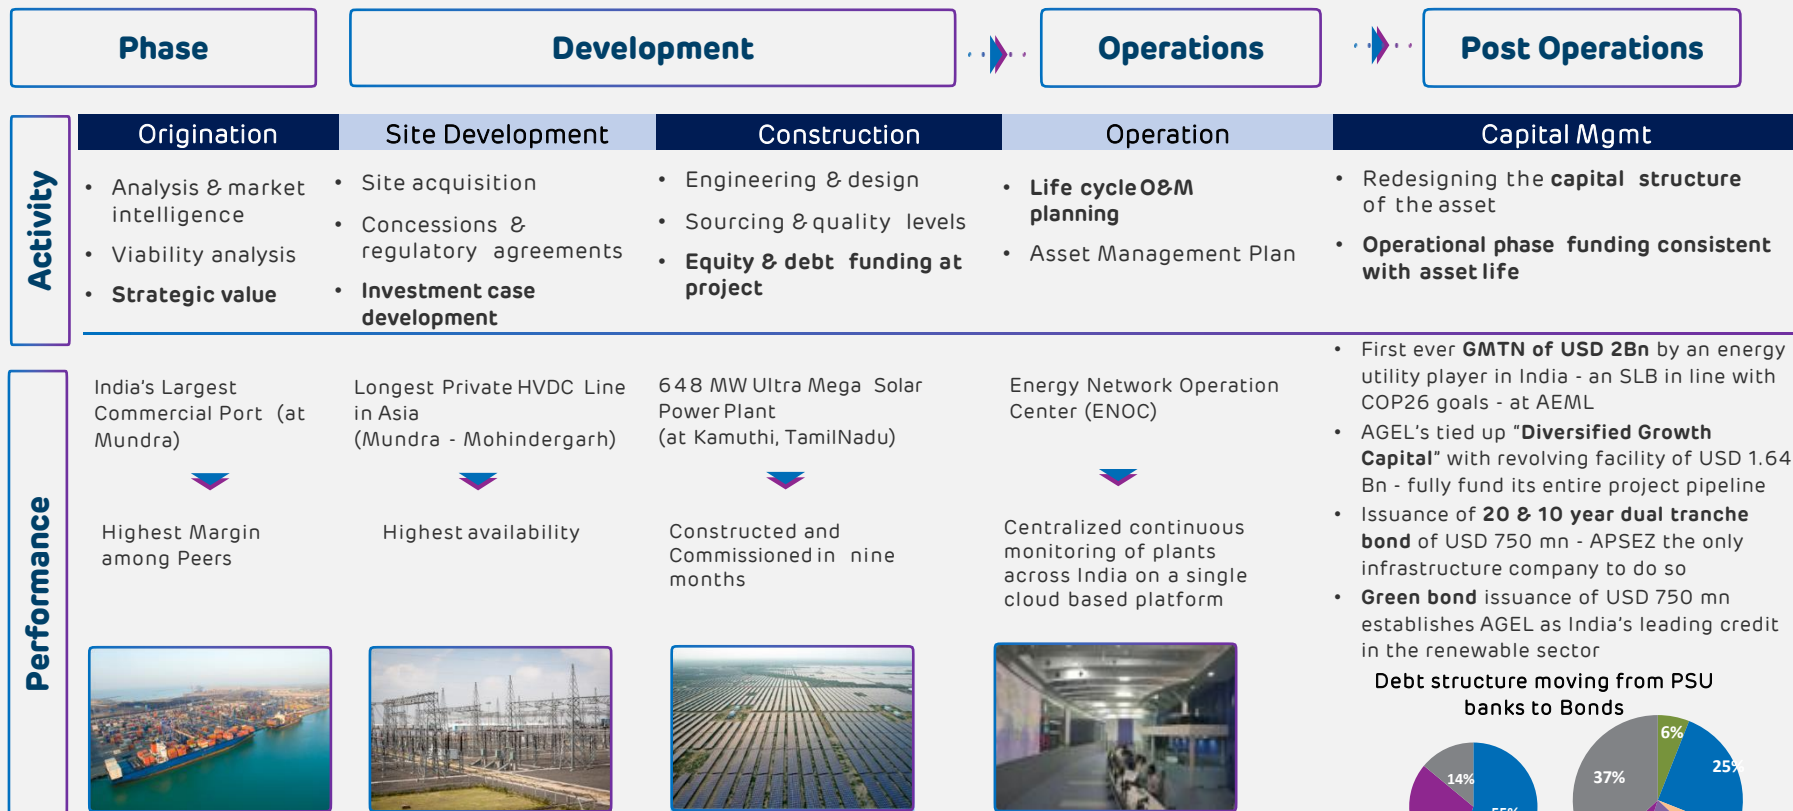 Phase
Development
Operations
Post Operations
Activity
Origination
Site Development
Construction
Operation
Capital Mgmt
• Analysis & market
intelligence
• Viability analysis
• Strategic value
• Site acquisition
• Concessions &
regulatory agreements
• Investment case
development
• Engineering & design
• Sourcing & quality levels
• Equity & debt funding at
project
• Life cycle O&M
planning
• Asset Management Plan
• Redesigning the capital structure
of the asset
• Operational phase funding consistent
with asset life
Performance
India's Largest
Commercial Port (at
Mundra)
Highest Margin
among Peers
Longest Private HVDC Line
in Asia
(Mundra - Mohindergarh)
Highest availability
648 MW Ultra Mega Solar
Power Plant
(at Kamuthi, TamilNadu)
Constructed and
Commissioned in nine
months
Energy Network Operation
Center (ENOC)
Centralized continuous
monitoring of plants
across India on a single
cloud based platform
• First ever GMTN of USD 2Bn by an energy
utility player in India - an SLB in line with
COP26 goals - at AEML
• AGEL's tied up "Diversified Growth
Capital" with revolving facility of USD 1.64
Bn - fully fund its entire project pipeline
• Issuance of 20 & 10 year dual tranche
bond of USD 750 mn - APSEZ the only
infrastructure company to do so
• Green bond issuance of USD 750 mn
establishes AGEL as India's leading credit
in the renewable sector
Debt structure moving from PSU
banks to Bonds
14%
6%
25%
37%